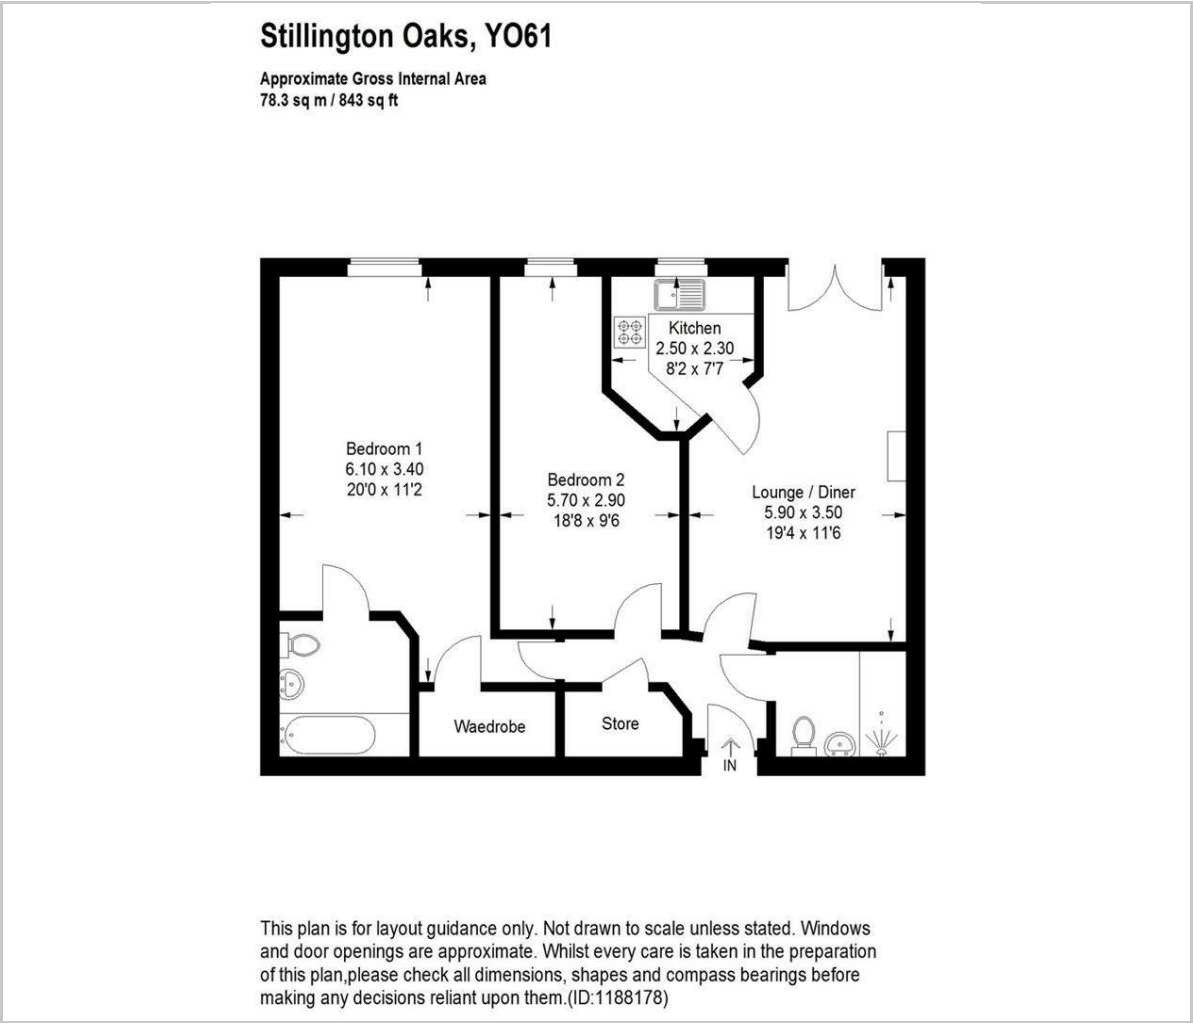 Stillington Oaks, YO61
Approximate Gross Internal Area
78.3 sq m / 843 sq ft
Kitchen
2.50 x 2.30
8'2 x 7'7
Bedroom 1
6.10 x 3.40
20'0 x 11'2
Bedroom 2
5.70 x 2.90
18'8 x 9'6
Lounge / Diner
5.90 x 3.50
19'4 x 11'6
Waedrobe
Store
IN
This plan is for layout guidance only. Not drawn to scale unless stated. Windows
and door openings are approximate. Whilst every care is taken in the preparation
of this plan,please check all dimensions, shapes and compass bearings before
making any decisions reliant upon them.(ID:1188178)